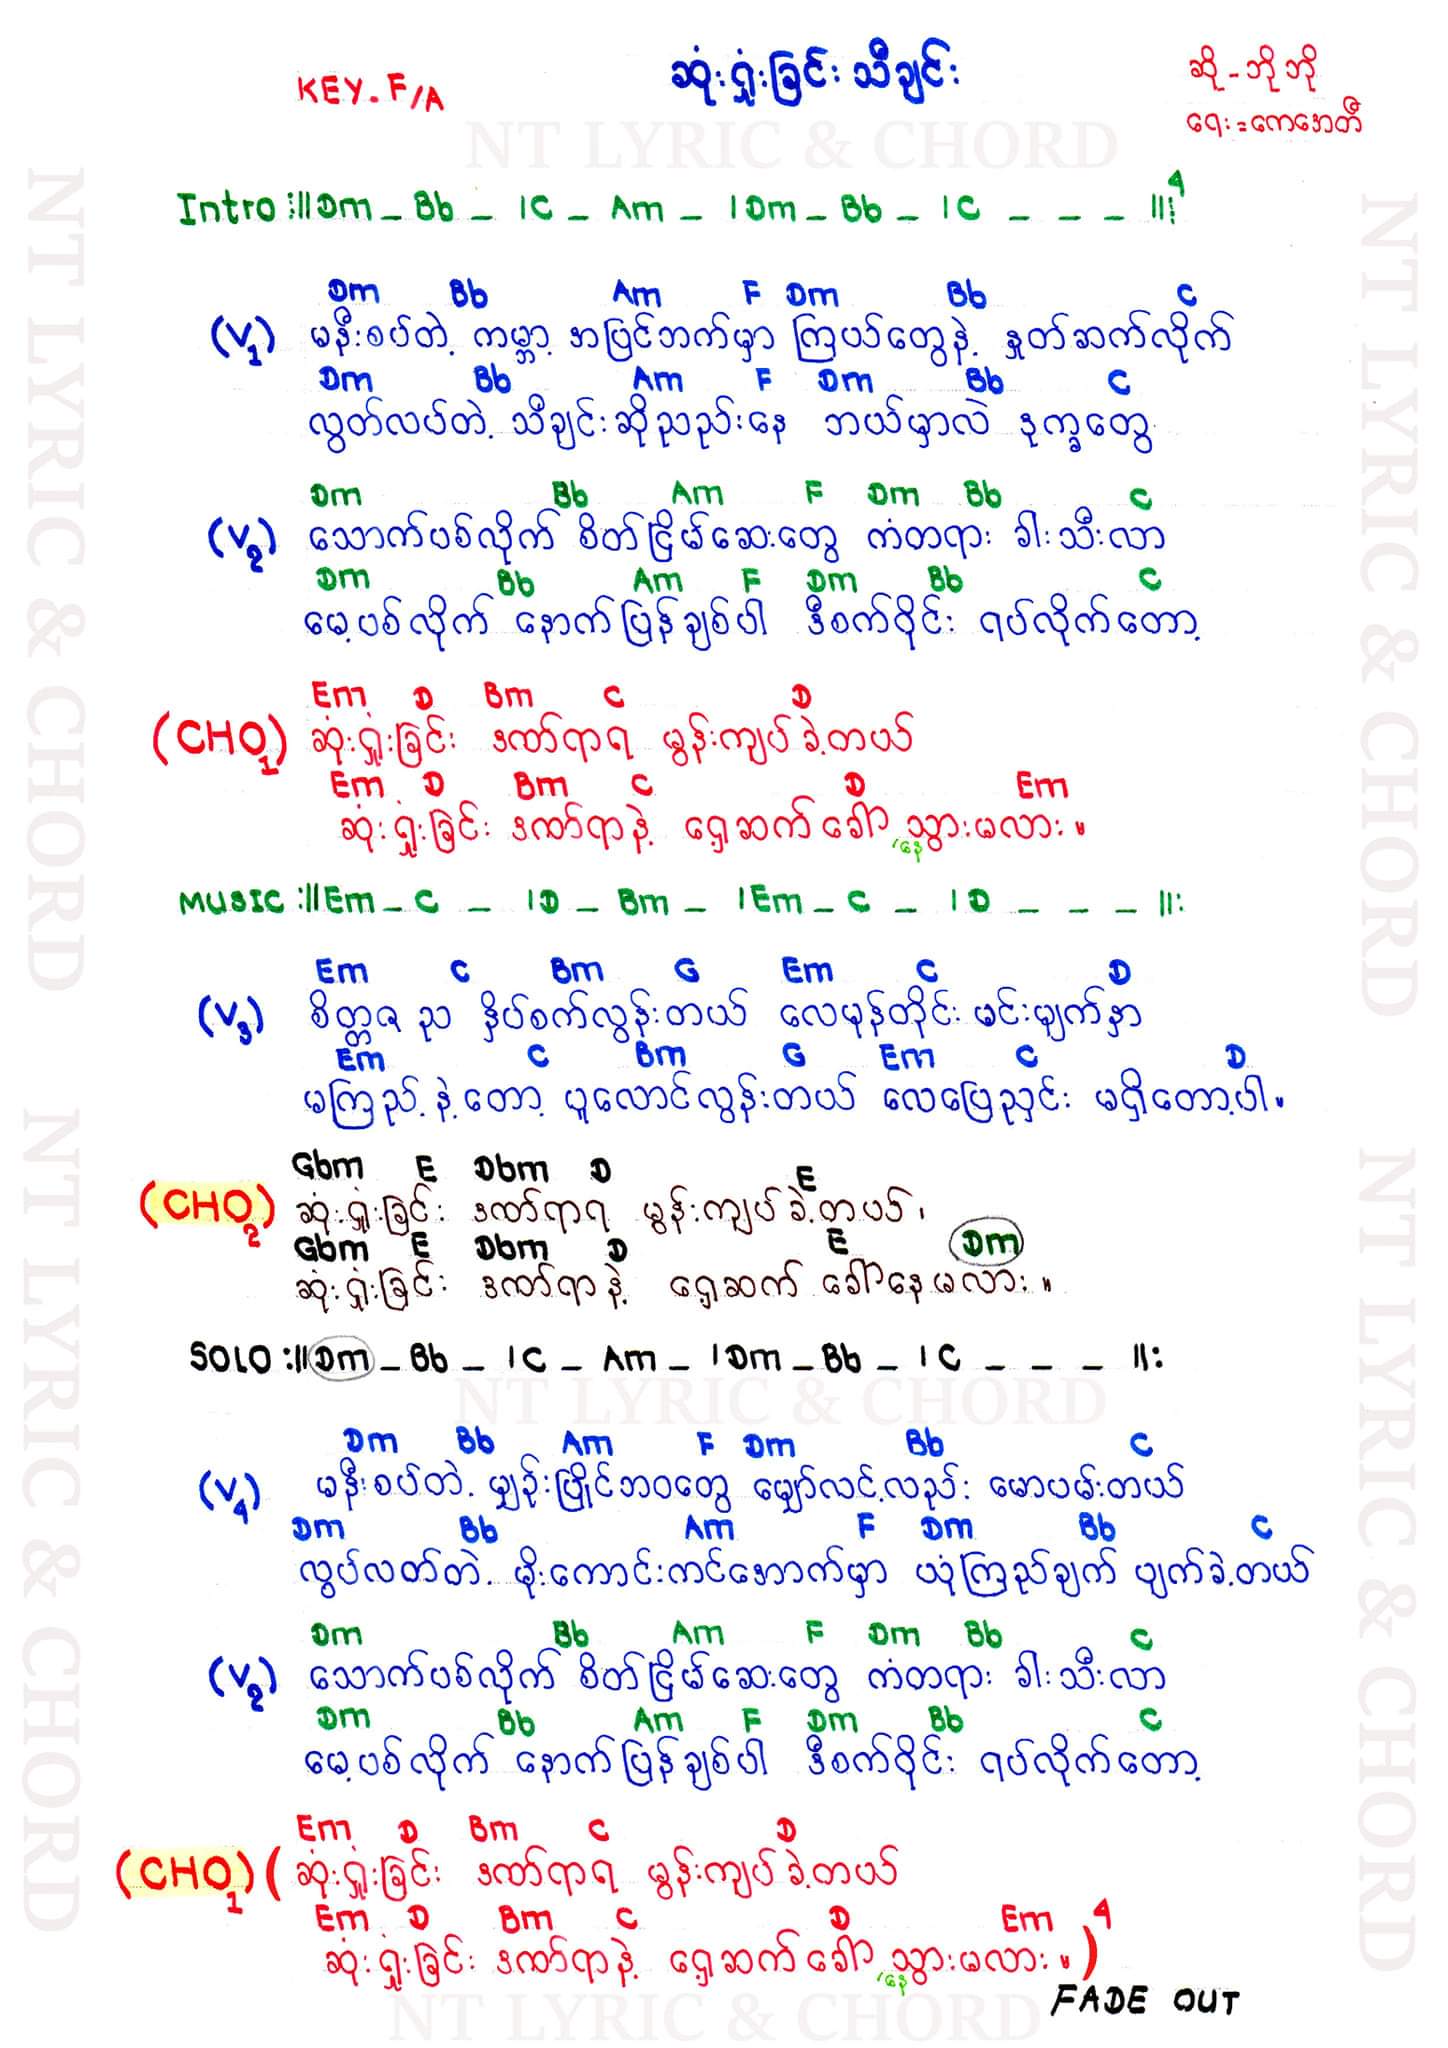 KEY. F/A
ဆုံးရှုံးခြင်း သီချင်း
ဆို - ဘိုဘို
ရေး = ကေအေတီ
NT LYRIC & CHORD
Intro :||Dm _ Bb _ | C _ Am _ | Dm _ Bb _ | C _ _ _ ||: 4
Dm Bb Am F Dm Bb C
(V1) မနီးစပ်တဲ့ ကမ္ဘာ့ အပြင်ဘက်မှာ ကြယ်တွေနဲ့ နှုတ်ဆက်လိုက်
Dm Bb Am F Dm Bb C
လွတ်လပ်တဲ့ သီချင်းဆိုညည်းနေ ဘယ်မှာလဲ ဒုက္ခတွေ
Dm Bb Am F Dm Bb C
(V2) သောက်ပစ်လိုက် စိတ်ငြိမ်ဆေးတွေ ကံတရား ခါးသီးလာ
Dm Bb Am F Dm Bb C
မေ့ပစ်လိုက် နောက်ပြန်ချစ်ပါ ဒီစက်ဝိုင်း ရပ်လိုက်တော့
Em D Bm C D
(CHO1) ဆုံးရှုံးခြင်း ဒဏ်ရာရ မွန်းကျပ်ခဲ့တယ်
Em D Bm C D Em
ဆုံးရှုံးခြင်း ဒဏ်ရာနဲ့ ရှေ့ဆက်ခေါ်သွားမလား။
/နေ
MUSIC :||Em _ C _ | D _ Bm _ | Em _ C _ | D _ _ _ ||:
Em C Bm G Em C D
(V3) စိတ္တဇ ည နှိပ်စက်လွန်းတယ် လေမုန်တိုင်း မင်းမျက်နှာ
Em C Bm G Em C D
မကြည့်နဲ့တော့ ပူလောင်လွန်းတယ် လေပြေညှင်း မရှိတော့ပါ။
Gbm E Dbm D E
(CHO2) ဆုံးရှုံးခြင်း ဒဏ်ရာရ မွန်းကျပ်ခဲ့တယ်၊
Gbm E Dbm D E Dm
ဆုံးရှုံးခြင်း ဒဏ်ရာနဲ့ ရှေ့ဆက် ခေါ်နေမလား။
SOLO :||Dm _ Bb _ | C _ Am _ | Dm _ Bb _ | C _ _ _ ||:
NT LYRIC & CHORD
Dm Bb Am F Dm Bb C
(V4) မနီးစပ်တဲ့ မျှဉ်းပြိုင်ဘဝတွေ မျှော်လင့်လည်း မောပမ်းတယ်
Dm Bb Am F Dm Bb C
လွပ်လတ်တဲ့ မိုးကောင်းကင်အောက်မှာ ယုံကြည်ချက် ပျက်ခဲ့တယ်
Dm Bb Am F Dm Bb C
(V2) သောက်ပစ်လိုက် စိတ်ငြိမ်ဆေးတွေ ကံတရား ခါးသီးလာ
Dm Bb Am F Dm Bb C
မေ့ပစ်လိုက် နောက်ပြန်ချစ်ပါ ဒီစက်ဝိုင်း ရပ်လိုက်တော့
Em D Bm C D
(CHO1) ( ဆုံးရှုံးခြင်း ဒဏ်ရာရ မွန်းကျပ်ခဲ့တယ်
Em D Bm C D Em 4
ဆုံးရှုံးခြင်း ဒဏ်ရာနဲ့ ရှေ့ဆက်ခေါ်သွားမလား။ )
/နေ
FADE OUT
NT LYRIC & CHORD
NT LYRIC & CHORD
NT LYRIC & CHORD
NT LYRIC & CHORD
NT LYRIC & CHORD